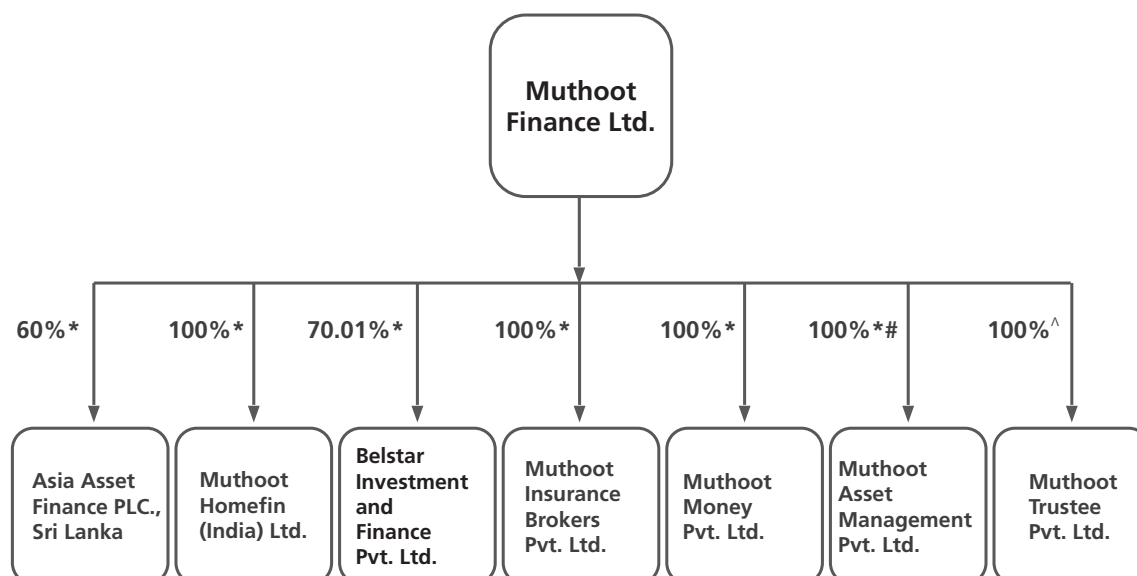 Muthoot
Finance Ltd.
60%*
100%*
70.01%*
100%*
100%*
100%*#
100%^
Asia Asset
Finance PLC.,
Sri Lanka
Muthoot
Homefin
(India) Ltd.
Belstar
Investment
and
Finance
Pvt. Ltd.
Muthoot
Insurance
Brokers
Pvt. Ltd.
Muthoot
Money
Pvt. Ltd.
Muthoot
Asset
Management
Pvt. Ltd.
Muthoot
Trustee
Pvt. Ltd.